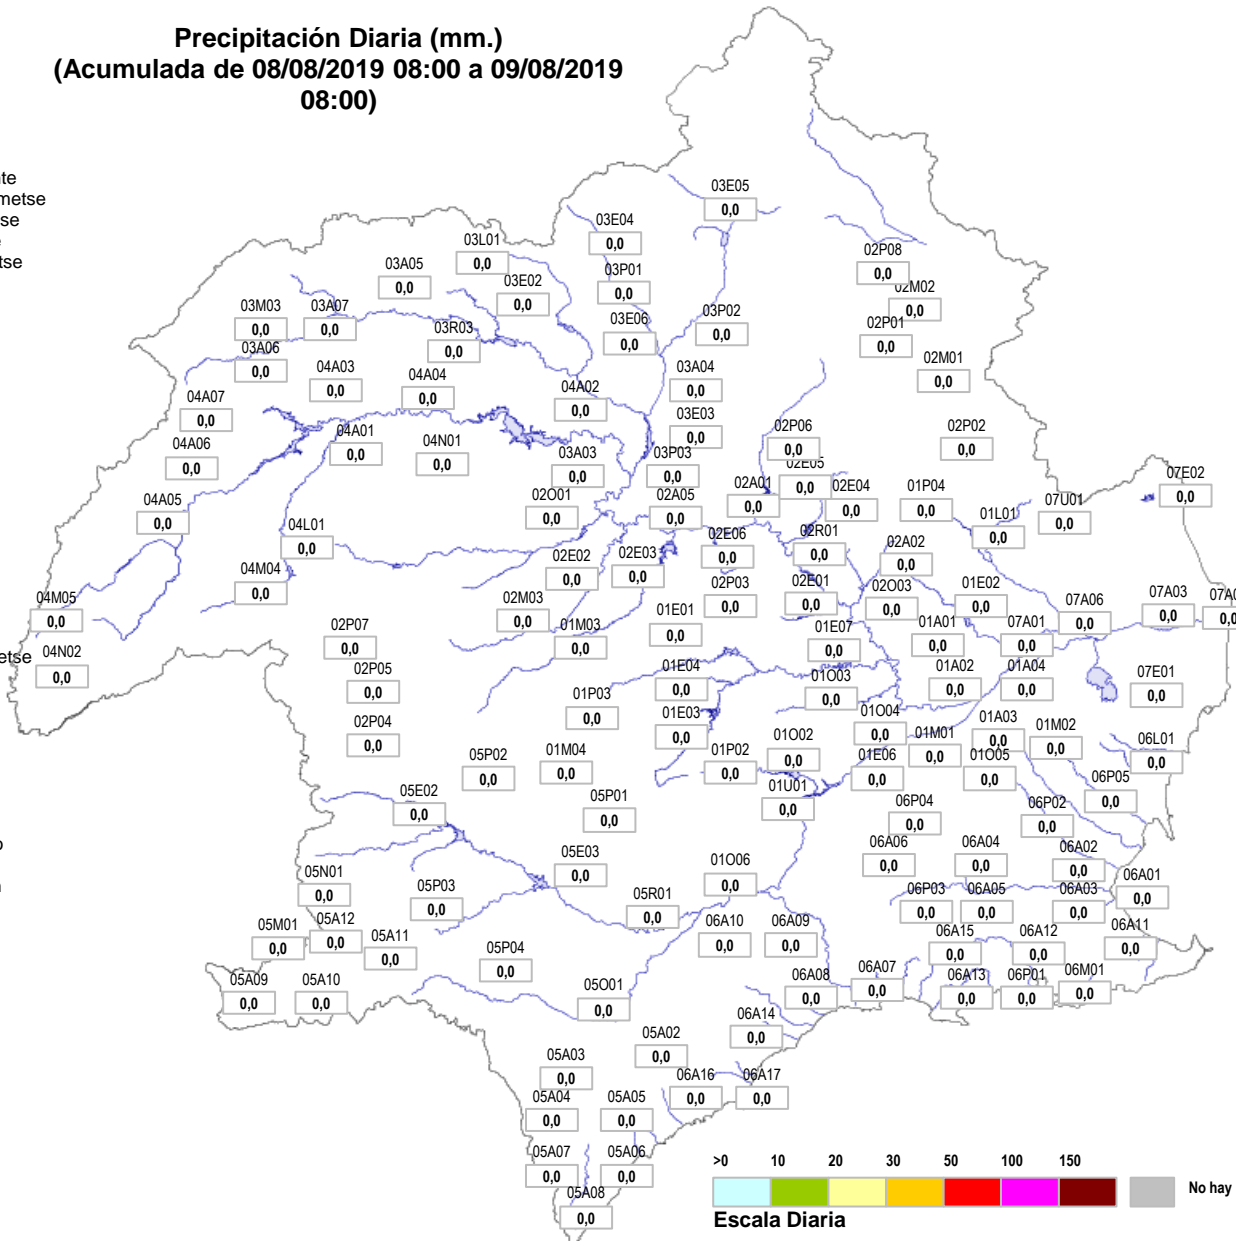 Precipitación Diaria (mm.)
(Acumulada de 08/08/2019 08:00 a 09/08/2019
08:00)
03E05
0,0
03E04
0,0
03L01
0,0
02P08
0,0
03A05
0,0
03P01
0,0
03E02
0,0
02M02
0,0
03M03
0,0
03A07
0,0
03R03
0,0
03E06
0,0
03P02
0,0
02P01
0,0
03A06
0,0
04A03
0,0
04A04
0,0
03A04
0,0
02M01
0,0
04A07
0,0
04A02
0,0
03E03
0,0
04A06
0,0
04A01
0,0
04N01
0,0
02P06
0,0
02P02
0,0
03A03
0,0
03P03
0,0
02E05
0,0
07E02
0,0
04A05
0,0
02O01
0,0
02A05
0,0
02A01
0,0
02E04
0,0
01P04
0,0
01L01
0,0
07U01
0,0
04L01
0,0
02E02
0,0
02E03
0,0
02E06
0,0
02R01
0,0
02A02
0,0
04M04
0,0
04M05
0,0
02M03
0,0
01E01
0,0
02P03
0,0
02E01
0,0
02O03
0,0
01E02
0,0
07A06
0,0
07A03
0,0
07A0
0,0
02P07
0,0
01M03
0,0
01E07
0,0
01A01
0,0
07A01
0,0
04N02
0,0
02P05
0,0
01E04
0,0
01O03
0,0
01A02
0,0
01A04
0,0
07E01
0,0
01P03
0,0
01E03
0,0
01O04
0,0
02P04
0,0
01M01
0,0
01A03
0,0
01M02
0,0
06L01
0,0
05P02
0,0
01M04
0,0
01P02
0,0
01O02
0,0
01E06
0,0
01O05
0,0
06P05
0,0
05E02
0,0
05P01
0,0
01U01
0,0
06P04
0,0
06P02
0,0
05E03
0,0
01O06
0,0
06A06
0,0
06A04
0,0
06A02
0,0
05N01
0,0
05P03
0,0
05R01
0,0
06P03
0,0
06A05
0,0
06A03
0,0
06A01
0,0
05M01
0,0
05A12
0,0
05A11
0,0
06A10
0,0
06A09
0,0
06A15
0,0
06A12
0,0
06A11
0,0
05P04
0,0
05A09
0,0
05A10
0,0
05O01
0,0
06A08
0,0
06A07
0,0
06A13
0,0
06P01
0,0
06M01
0,0
06A14
0,0
05A02
0,0
05A03
0,0
06A16
0,0
06A17
0,0
05A04
0,0
05A05
0,0
05A07
0,0
05A06
0,0
05A08
0,0
>0 10 20 30 50 100 150
No hay
Escala Diaria